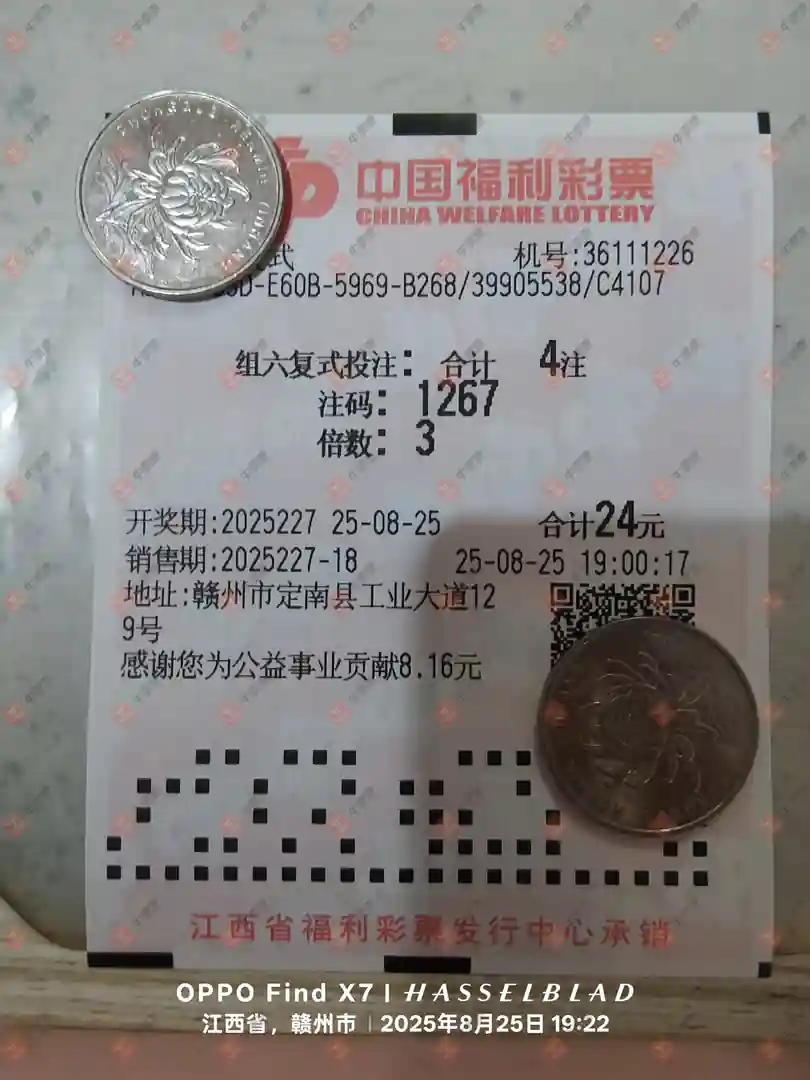 中国福利彩票
CHINA WELFARE LOTTERY
式 机号:36111226
D-E60B-5969-B268/39905538/C4107
组六复式投注: 合计 4注
注码: 1267
倍数: 3
开奖期:2025227 25-08-25 合计24元
销售期:2025227-18 25-08-25 19:00:17
地址:赣州市定南县工业大道12
9号
感谢您为公益事业贡献8.16元
江西省福利彩票发行中心承销
OPPO Find X7 | HASSELBLAD
江西省，赣州市 | 2025年8月25日 19:22